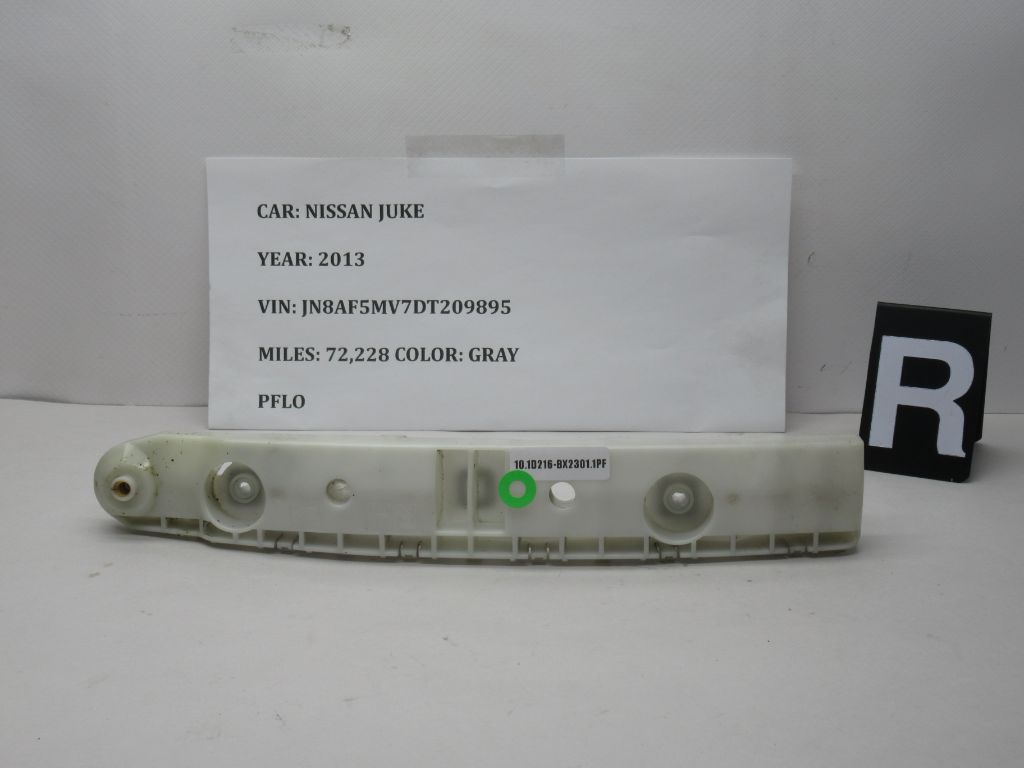 CAR: NISSAN JUKE
YEAR: 2013
VIN: JN8AF5MV7DT209895
MILES: 72,228 COLOR: GRAY
PFLO
R
10.1D216-BX2301.1PF